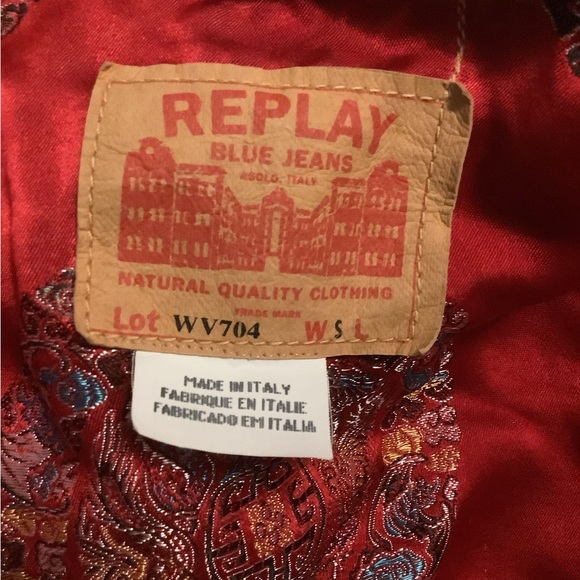 REPLAY
BLUE JEANS
ASOLO, ITALY
NATURAL QUALITY CLOTHING
TRADE MARK
Lot WV704 W S L
MADE IN ITALY
FABRIQUE EN ITALIE
FABRICADO EM ITALIA